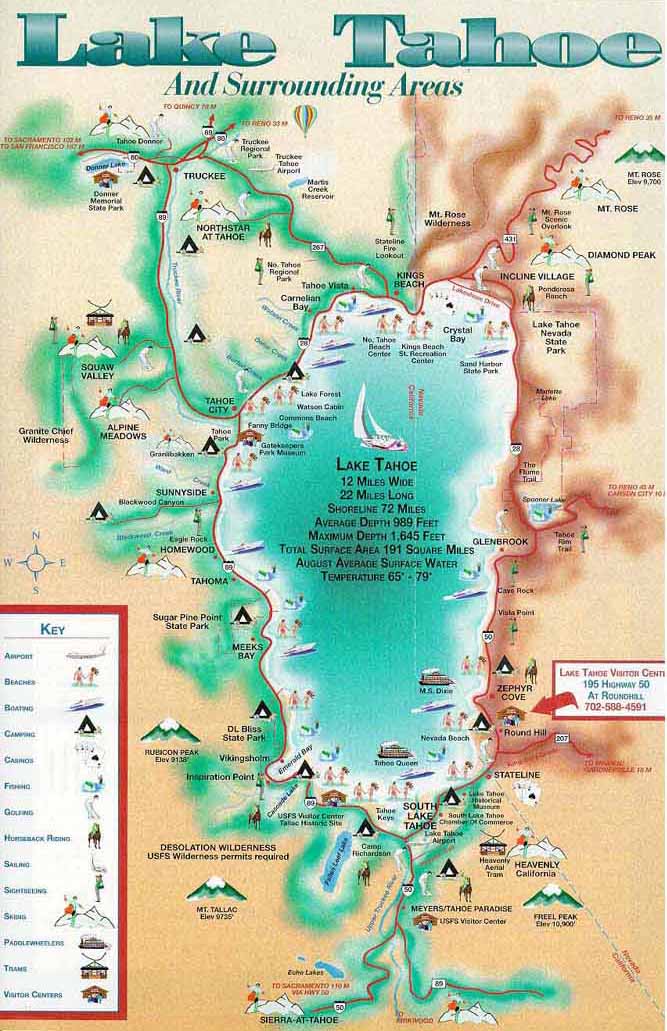 Lake Tahoe
And Surrounding Areas
TO QUINCY 70 M
TO RENO 33 M
TO SACRAMENTO 102 M
TO SAN FRANCISCO 187 M
Tahoe Donner
89
80
80
Donner Lake
Truckee
Regional
Park
Truckee
Tahoe
Airport
TRUCKEE
Martis
Creek
Reservoir
Donner
Memorial
State Park
TO RENO 25 M
MT. ROSE
Elev 9,700
MT. ROSE
Mt. Rose
Wilderness
Mt. Rose
Scenic
Overlook
431
DIAMOND PEAK
89
NORTHSTAR
AT TAHOE
267
Stateline
Fire
Lookout
No. Tahoe
Regional
Park
Truckee River
KINGS
BEACH
INCLINE VILLAGE
Ponderosa
Ranch
Lakeshore Drive
Tahoe Vista
Carnelian
Bay
Watson Creek
28
No. Tahoe
Beach
Center
Kings Beach
St. Recreation
Center
Crystal
Bay
Sand Harbor
State Park
Lake Tahoe
Nevada
State
Park
Marlette
Lake
SQUAW
VALLEY
TAHOE
CITY
Lake Forest
Watson Cabin
Commons Beach
Fanny Bridge
Gatekeepers
Park Museum
Nevada
California
Granite Chief
Wilderness
ALPINE
MEADOWS
Tahoe
Park
Granlibakken
Ward Creek
28
The
Flume
Trail
LAKE TAHOE
12 MILES WIDE
22 MILES LONG
SHORELINE 72 MILES
AVERAGE DEPTH 989 FEET
MAXIMUM DEPTH 1,645 FEET
TOTAL SURFACE AREA 191 SQUARE MILES
AUGUST AVERAGE SURFACE WATER
TEMPERATURE 65° - 79°
SUNNYSIDE
Blackwood Canyon
Blackwood Creek
Eagle Rock
HOMEWOOD
TO RENO 45 M
Spooner Lake
Tahoe
Rim
Trail
GLENBROOK
N
W
E
S
89
TAHOMA
Cave Rock
Vista Point
Sugar Pine Point
State Park
MEEKS
BAY
50
KEY
AIRPORT
BEACHES
BOATING
CAMPING
CASINOS
FISHING
GOLFING
HORSEBACK RIDING
SAILING
SIGHTSEEING
SKIING
PADDLEWHEELERS
TRAMS
VISITOR CENTERS
M.S. Dixie
ZEPHYR
COVE
LAKE TAHOE VISITOR CENT
195 HIGHWAY 50
AT ROUNDHILL
702-588-4591
RUBICON PEAK
Elev 9138'
DL Bliss
State Park
Vikingsholm
Inspiration Point
Emerald Bay
Nevada Beach
Round Hill
207
Tahoe Queen
STATELINE
Cascade Lake
89
USFS Visitor Center
Tallac Historic Site
Tahoe
Keys
SOUTH
LAKE
TAHOE
Lake Tahoe
Historical
Museum
South Lake Tahoe
Chamber Of Commerce
Lake Tahoe
Airport
DESOLATION WILDERNESS
USFS Wilderness permits required
Fallen Leaf Lake
Camp
Richardson
Heavenly
Aerial
Tram
HEAVENLY
California
MT. TALLAC
Elev 9735'
Upper Truckee River
50
MEYERS/TAHOE PARADISE
USFS Visitor Center
FREEL PEAK
Elev 10,900'
Nevada
California
Echo Lakes
TO SACRAMENTO 110 M
VIA HWY 50
89
50
SIERRA-AT-TAHOE
TO
KIRKWOOD